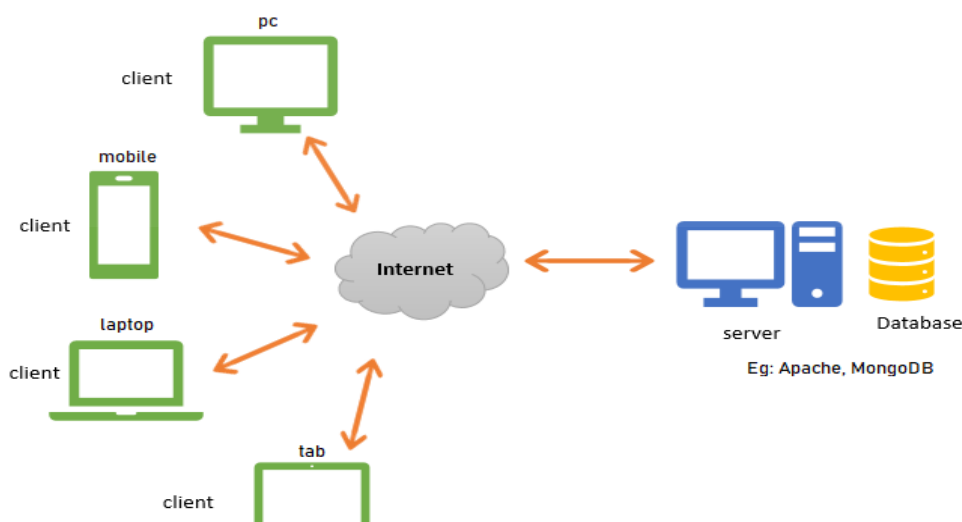 pc
client
mobile
client
Internet
laptop
client
tab
client
server
Database
Eg: Apache, MongoDB